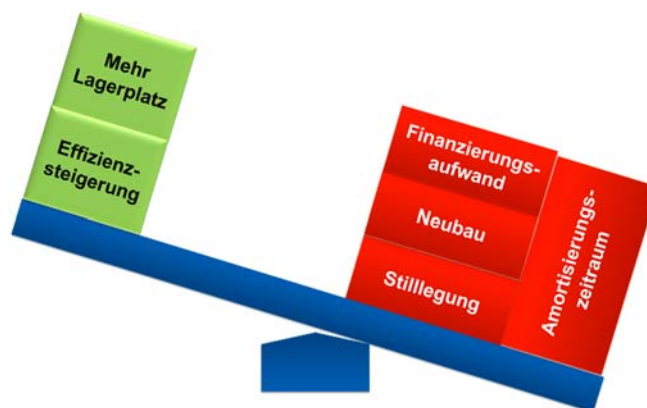 Mehr
Lagerplatz
Effizienz-
steigerung
Finanzierungs-
aufwand
Neubau
Stilllegung
Amortisierungs-
zeitraum